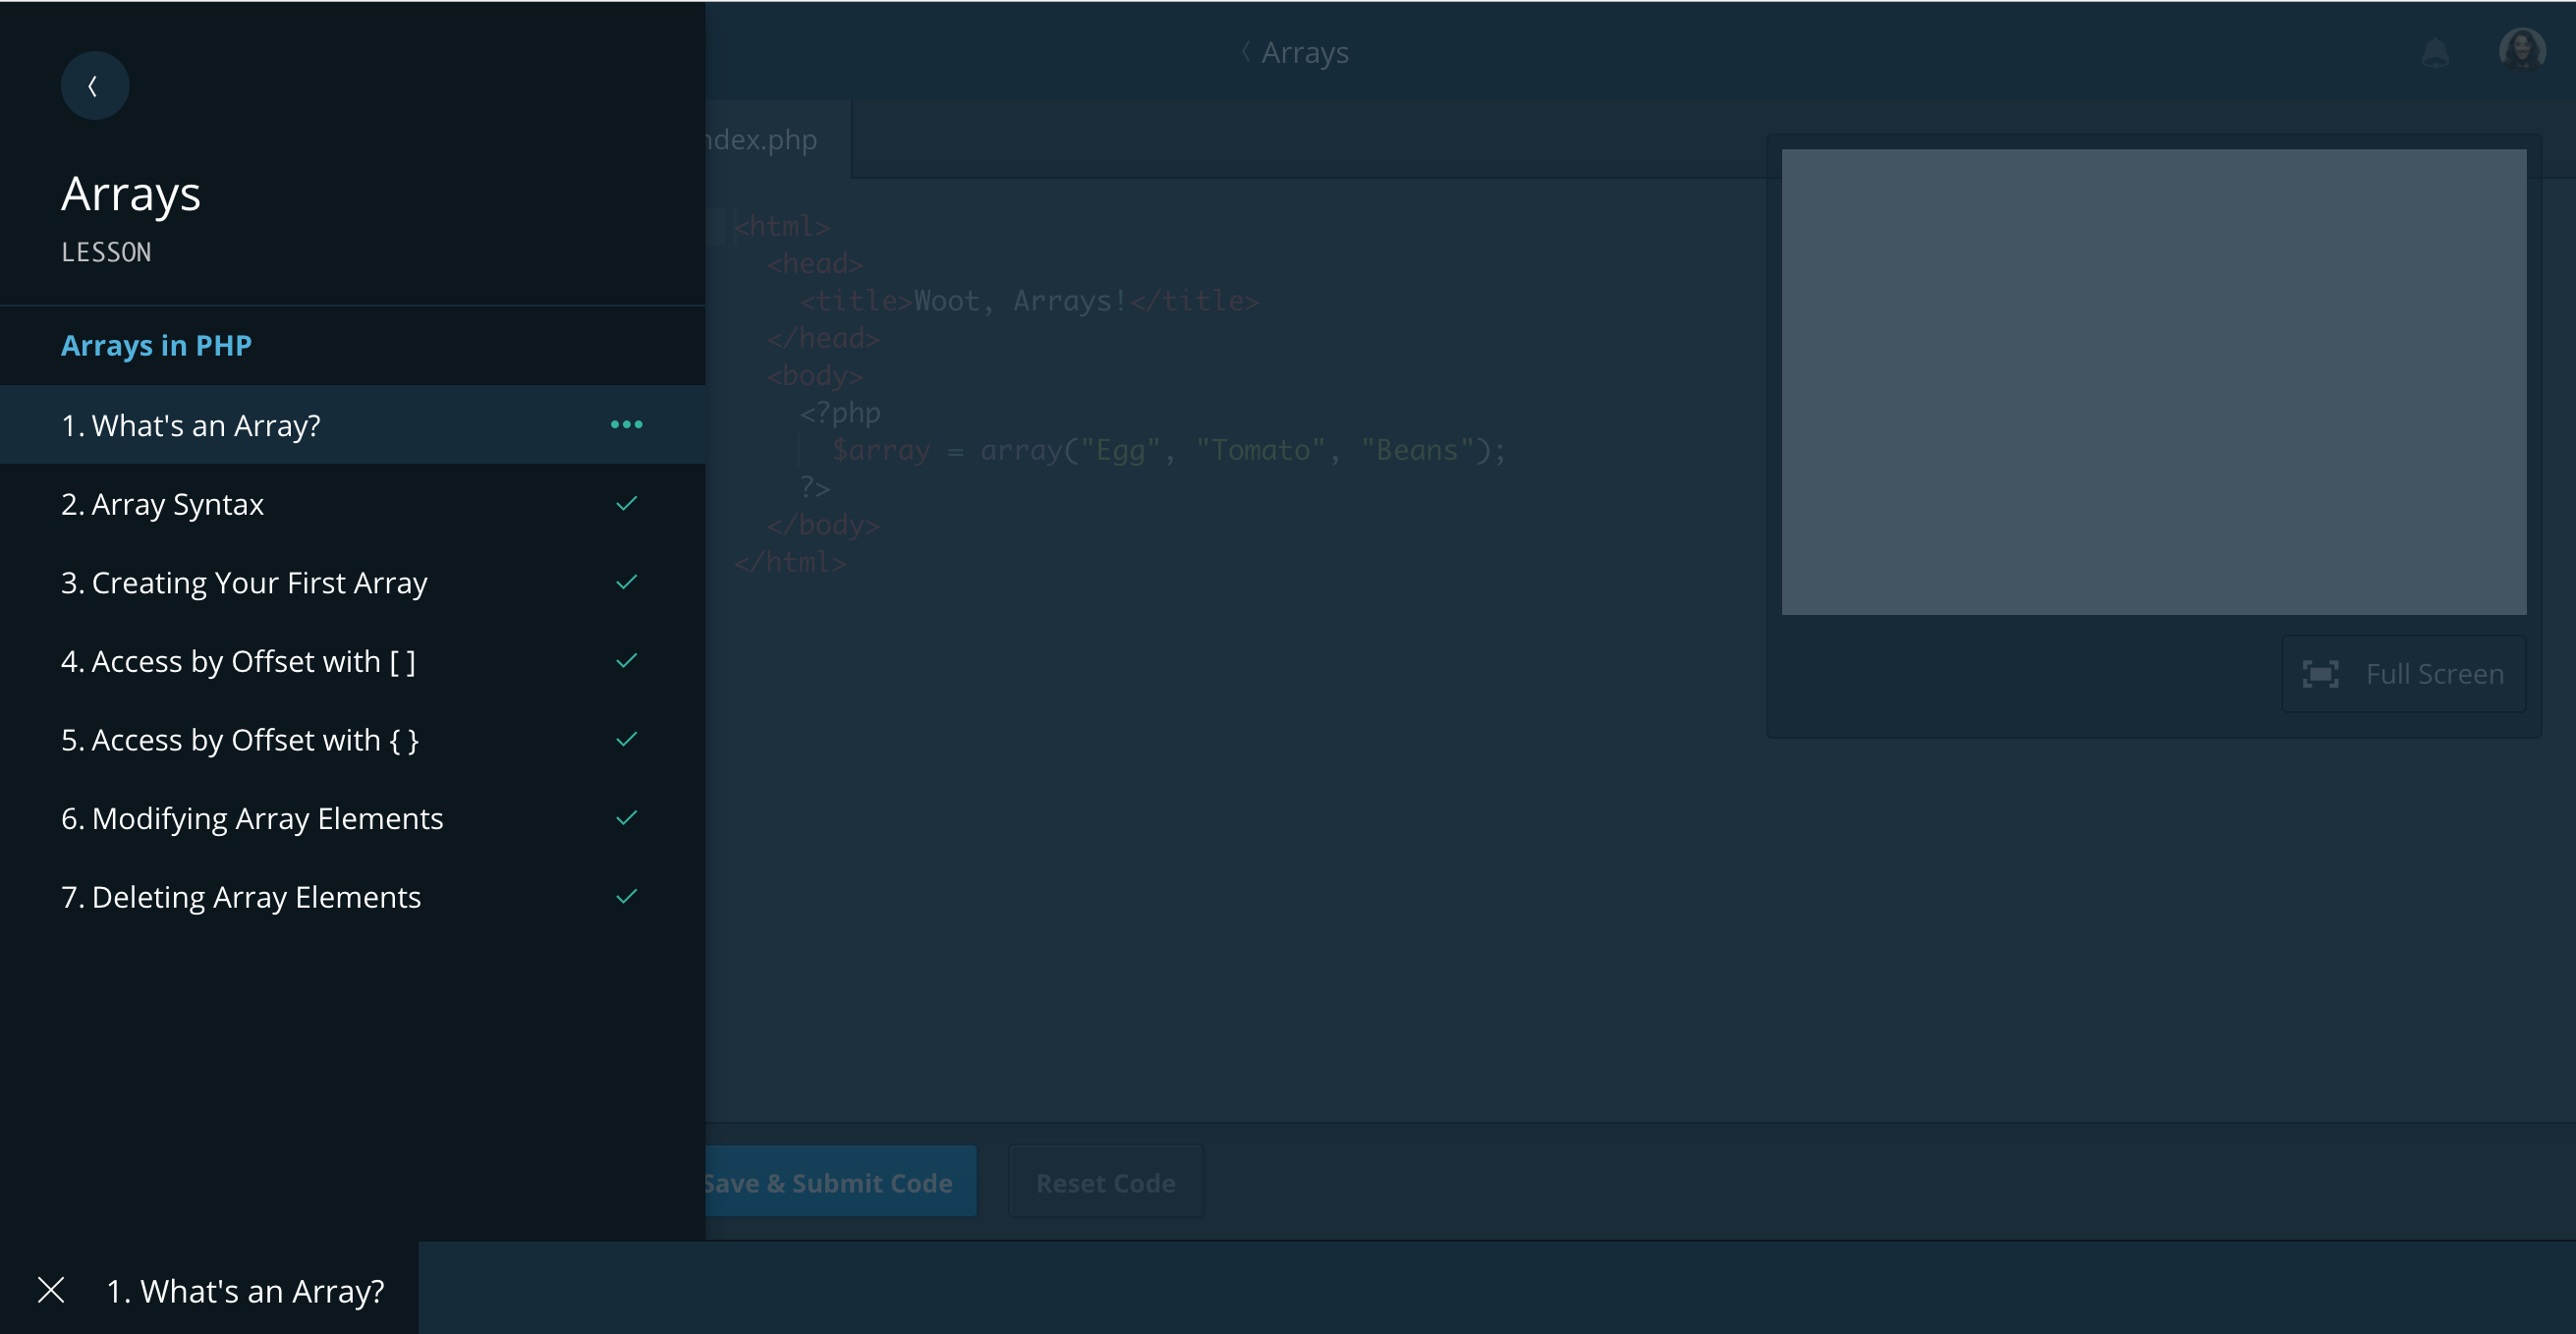 Arrays
LESSON
Arrays in PHP
1. What's an Array?
2. Array Syntax
3. Creating Your First Array
4. Access by Offset with [ ]
5. Access by Offset with { }
6. Modifying Array Elements
7. Deleting Array Elements
1. What's an Array?
Arrays
ndex.php
<html>
  <head>
    <title>Woot, Arrays!</title>
  </head>
  <body>
    <?php
      $array = array("Egg", "Tomato", "Beans");
    ?>
  </body>
</html>
Full Screen
Save & Submit Code
Reset Code